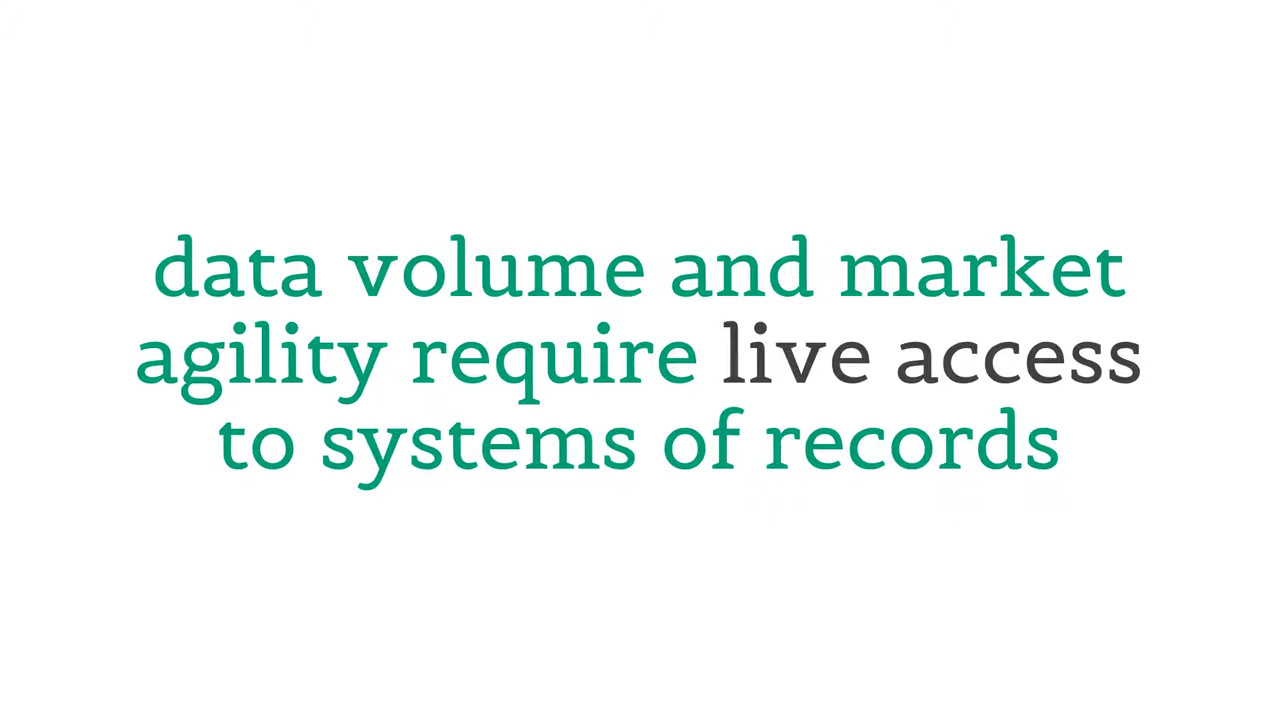 data volume and market
agility require live access
to systems of records